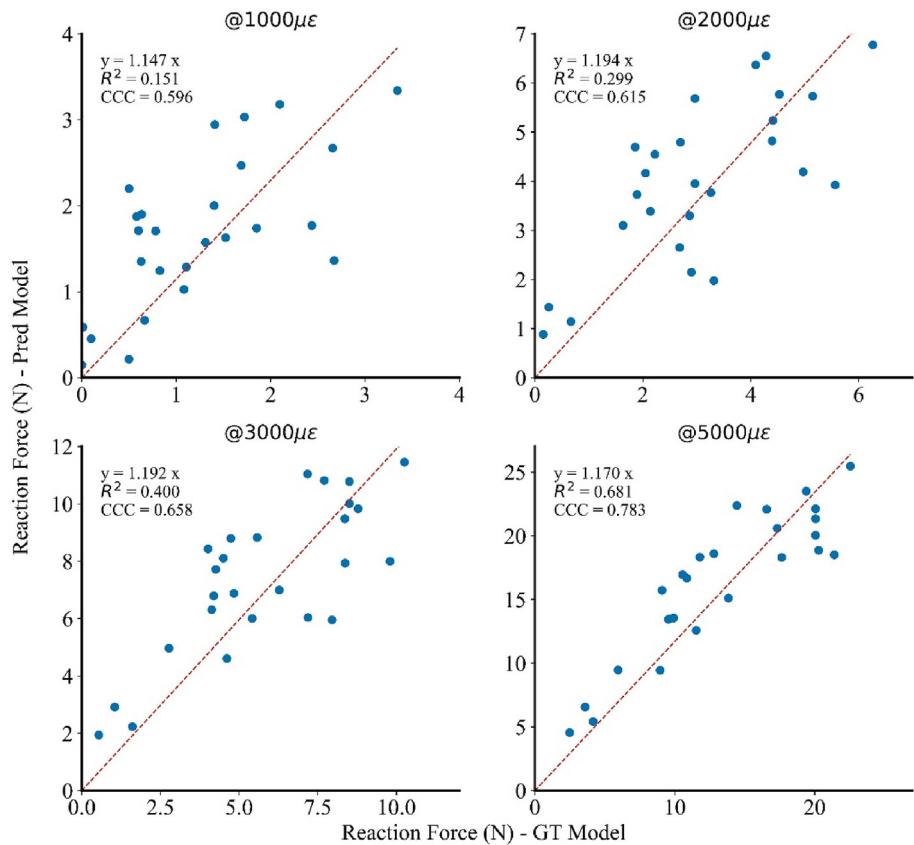 @1000με
y = 1.147 x
R² = 0.151
CCC = 0.596
4
3
2
1
0
0 1 2 3 4
@2000με
y = 1.194 x
R² = 0.299
CCC = 0.615
7
6
5
4
3
2
1
0
0 2 4 6
@3000με
y = 1.192 x
R² = 0.400
CCC = 0.658
12
10
8
6
4
2
0
0.0 2.5 5.0 7.5 10.0
@5000με
y = 1.170 x
R² = 0.681
CCC = 0.783
25
20
15
10
5
0
0 10 20
Reaction Force (N) - Pred Model
Reaction Force (N) - GT Model